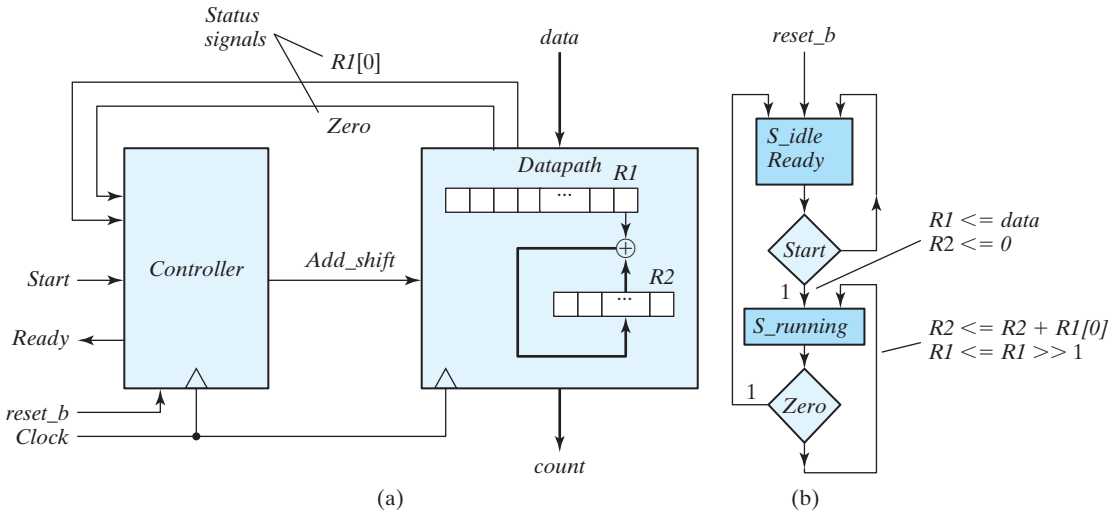 Status
signals
R1[0]
Zero
data
Datapath
R1
...
R2
...
Controller
Start
Ready
reset_b
Clock
Add_shift
count
(a)
reset_b
S_idle
Ready
Start
1
R1 <= data
R2 <= 0
S_running
R2 <= R2 + R1[0]
R1 <= R1 >> 1
1
Zero
(b)